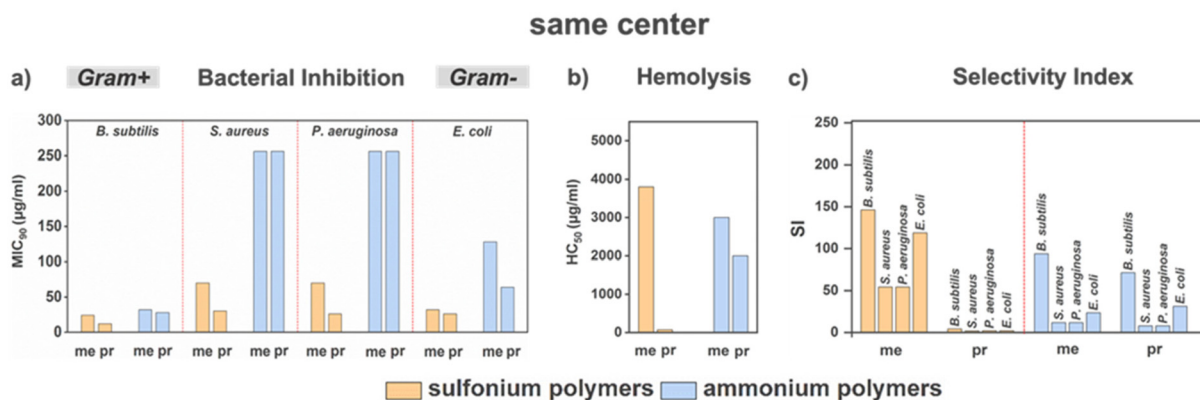 same center
a) Gram+ Bacterial Inhibition Gram- b) Hemolysis c) Selectivity Index
B. subtilis S. aureus P. aeruginosa E. coli
MIC90 (µg/ml)
300
250
200
150
100
50
0
me pr me pr me pr me pr me pr me pr me pr me pr
HC50 (µg/ml)
5000
4000
3000
2000
1000
0
me pr me pr
SI
250
200
150
100
50
0
B. subtilis
S. aureus
P. aeruginosa
E. coli
B. subtilis
S. aureus
P. aeruginosa
E. coli
B. subtilis
S. aureus
P. aeruginosa
E. coli
B. subtilis
S. aureus
P. aeruginosa
E. coli
me pr me pr
sulfonium polymers ammonium polymers